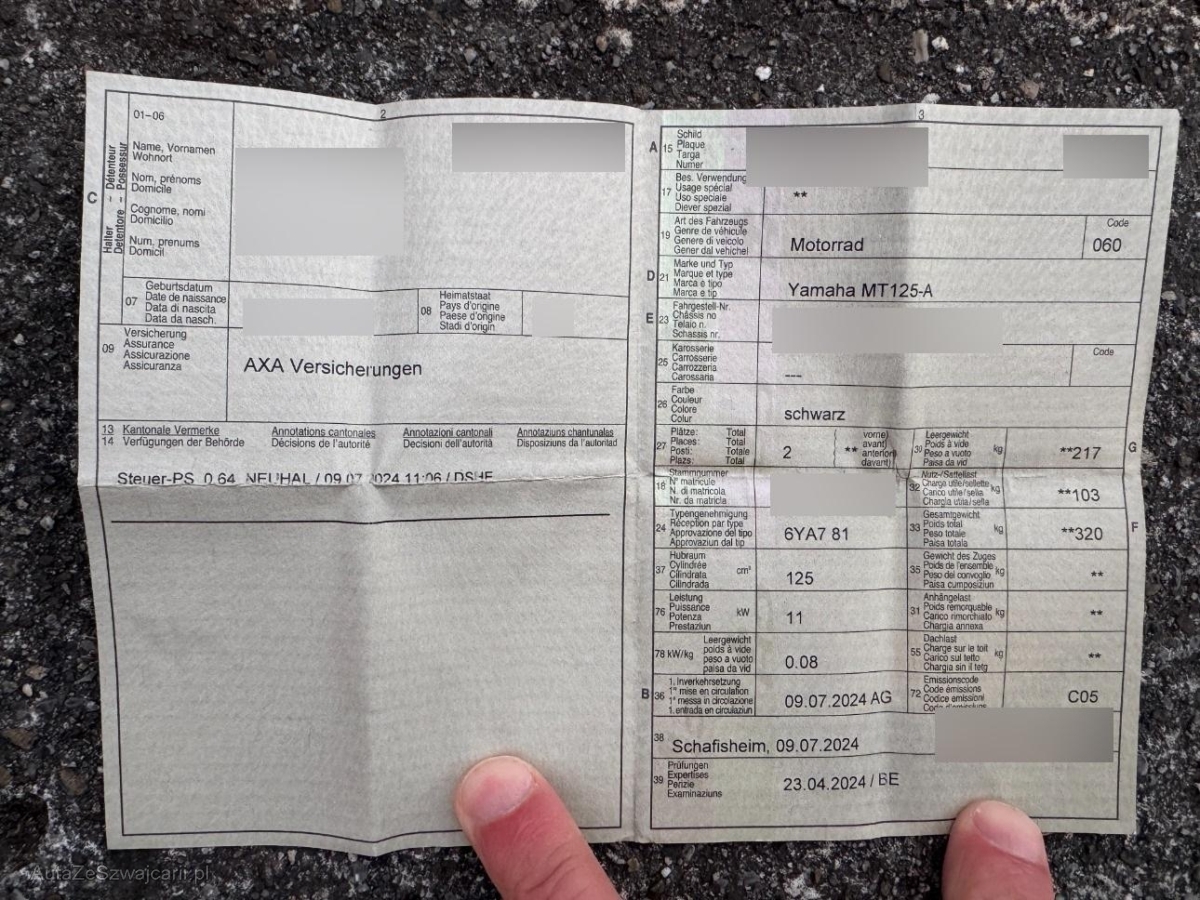 01-06
2
C
Halter – Détenteur
Detentore – Possessur
Name, Vornamen
Wohnort
Nom, prénoms
Domicile
Cognome, nomi
Domicilio
Num, prenums
Domicil
07
Geburtsdatum
Date de naissance
Data di nascita
Data da nasch.
08
Heimatstaat
Pays d'origine
Paese d'origine
Stadi d'origin
09
Versicherung
Assurance
Assicurazione
Assicuranza
AXA Versicherungen
13 Kantonale Vermerke Annotations cantonales Annotazioni cantonali Annotaziuns chantunalas
14 Verfügungen der Behörde Décisions de l'autorité Decisioni dell'autorità Disposiziuns da l'autoritad
Steuer-PS 0.64 NEUHAL / 09.07.2024 11:06 / DSHE
3
A 15
Schild
Plaque
Targa
Numer
17
Bes. Verwendung
Usage spécial
Uso speciale
Diever spezial
**
19
Art des Fahrzeugs
Genre de véhicule
Genere di veicolo
Gener dal vehichel
Motorrad
Code
060
D 21
Marke und Typ
Marque et type
Marca e tipo
Marca e tip
Yamaha MT125-A
E 23
Fahrgestell-Nr.
Châssis no
Telaio n.
Schassis nr.
25
Karosserie
Carrosserie
Carrozzeria
Carossaria
---
Code
26
Farbe
Couleur
Colore
Colur
schwarz
27
Plätze: Total
Places: Total
Posti: Totale
Plazs: Total
2
**
vorne)
avant)
anteriori)
davant)
30
Leergewicht
Poids à vide
Peso a vuoto
Paisa da vid
kg
**217
G
18
Stammnummer
N° matricule
N. di matricola
Nr. da matricla
32
Nutz-/Sattellast
Charge utile/sellette
Carico utile/sella
Chargia utila/sella
kg
**103
24
Typengenehmigung
Réception par type
Approvazione del tipo
Approvaziun dal tip
6YA7 81
33
Gesamtgewicht
Poids total
Peso totale
Paisa totala
kg
**320
F
37
Hubraum
Cylindrée
Cilindrata
Cilindrada
cm³
125
35
Gewicht des Zuges
Poids de l'ensemble
Peso del convoglio
Paisa cumposiziun
kg
**
76
Leistung
Puissance
Potenza
Prestaziun
kW
11
31
Anhängelast
Poids remorquable
Carico rimorchiato
Chargia annexa
kg
**
78 kW/kg
Leergewicht
poids à vide
peso a vuoto
paisa da vid
0.08
55
Dachlast
Charge sur le toit
Carico sul tetto
Chargia sin il tetg
kg
**
B 36
1. Inverkehrsetzung
1re mise en circulation
1a messa in circolazione
1. entrada en circulaziun
09.07.2024 AG
72
Emissionscode
Code émissions
Codice emissioni
C05
38
Schafisheim, 09.07.2024
39
Prüfungen
Expertises
Perizie
Examinaziuns
23.04.2024 / BE
AutaZeSzwajcarii.pl